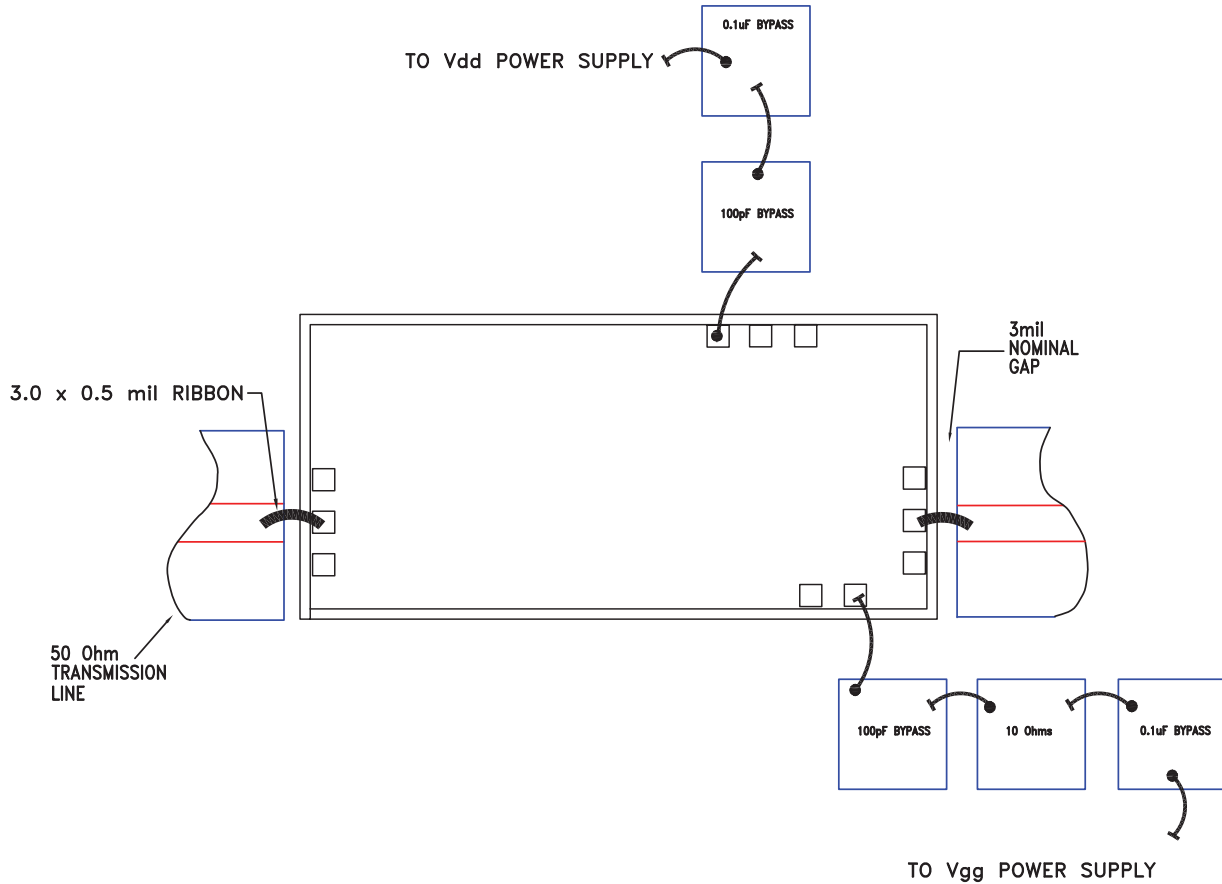 0.1uF BYPASS
TO Vdd POWER SUPPLY
100pF BYPASS
3mil
NOMINAL
GAP
3.0 x 0.5 mil RIBBON
50 Ohm
TRANSMISSION
LINE
100pF BYPASS
10 Ohms
0.1uF BYPASS
TO Vgg POWER SUPPLY